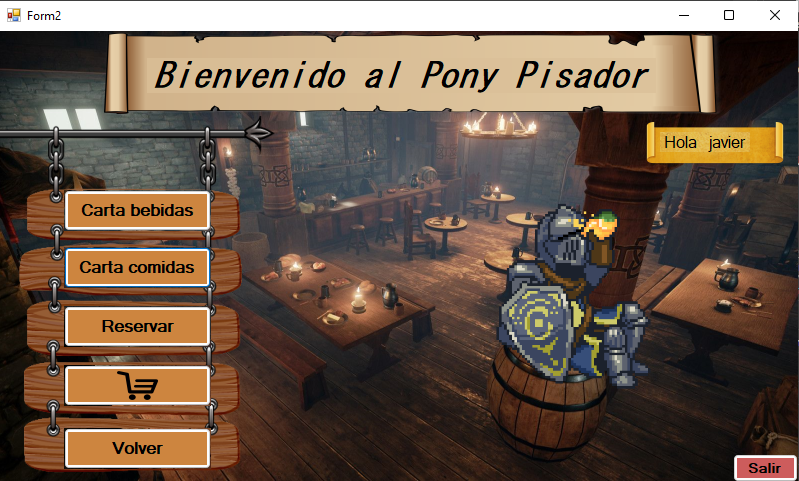 Form2
Bienvenido al Pony Pisador
Hola javier
Carta bebidas
Carta comidas
Reservar
Volver
Salir